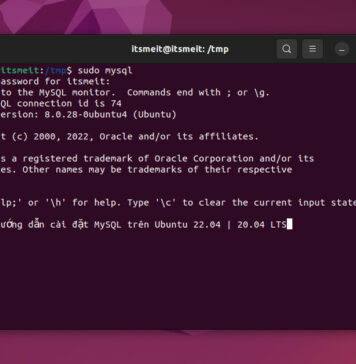 itsmeit@itsmeit: /tmp
itsmeit:/tmp$ sudo mysql
assword for itsmeit:
to the MySQL monitor. Commands end with ; or \g.
QL connection id is 74
ersion: 8.0.28-0ubuntu4 (Ubuntu)
t (c) 2000, 2022, Oracle and/or its affiliates.
s a registered trademark of Oracle Corporation and/or its
es. Other names may be trademarks of their respective
lp;' or '\h' for help. Type '\c' to clear the current input state
ướng dẫn cài đặt MySQL trên Ubuntu 22.04 | 20.04 LTS